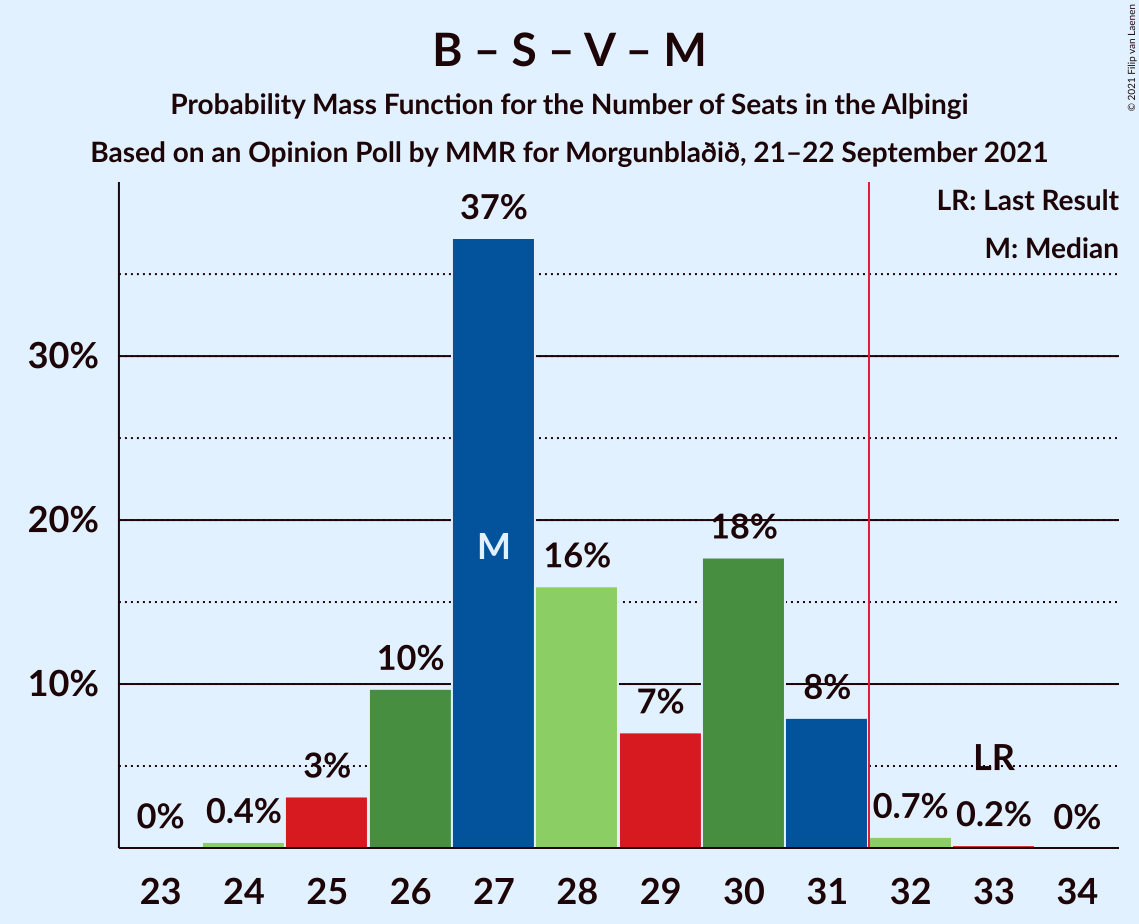 B – S – V – M
Probability Mass Function for the Number of Seats in the Alþingi
Based on an Opinion Poll by MMR for Morgunblaðið, 21–22 September 2021
© 2021 Filip van Laenen
LR: Last Result
M: Median
30%
20%
10%
0%
0.4%
3%
10%
37%
M
16%
7%
18%
8%
0.7%
LR
0.2%
0%
23 24 25 26 27 28 29 30 31 32 33 34